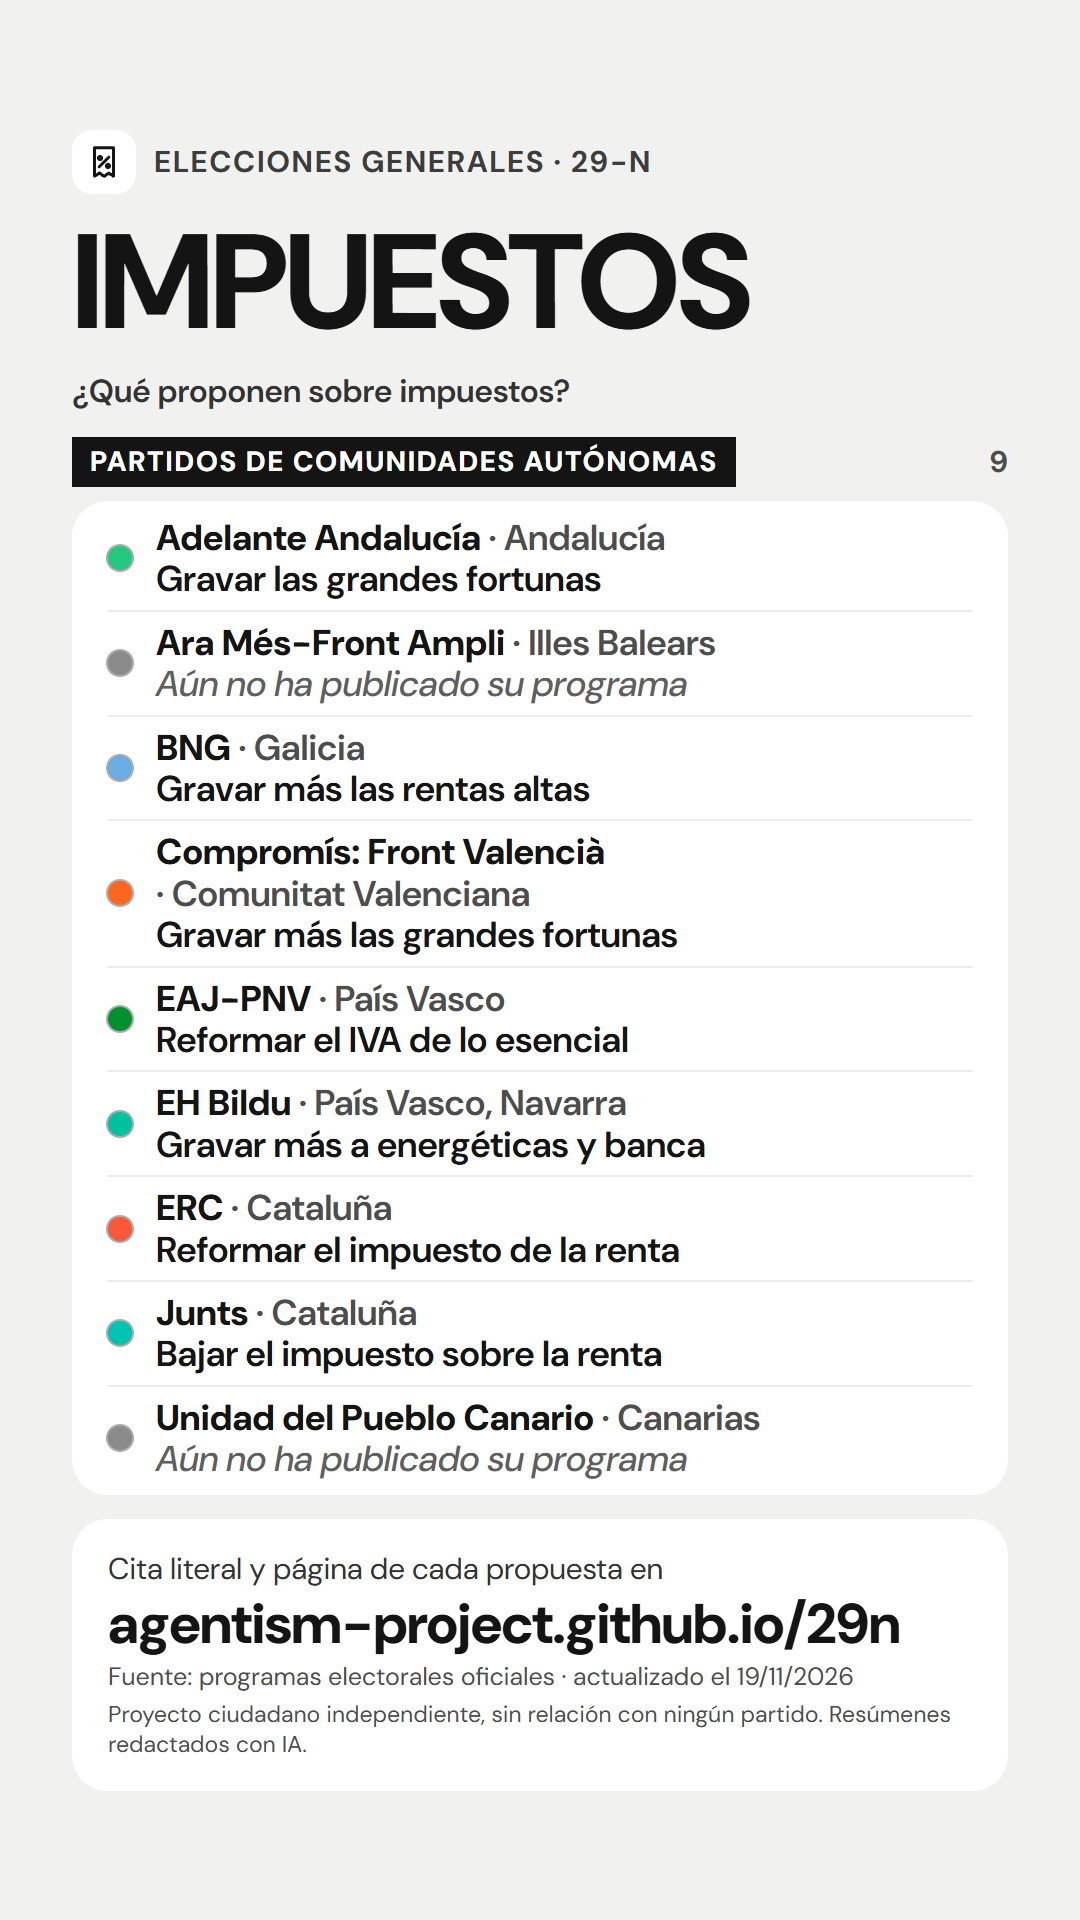 ELECCIONES GENERALES · 29-N
IMPUESTOS
¿Qué proponen sobre impuestos?
PARTIDOS DE COMUNIDADES AUTÓNOMAS 9
Adelante Andalucía · Andalucía
Gravar las grandes fortunas
Ara Més-Front Ampli · Illes Balears
Aún no ha publicado su programa
BNG · Galicia
Gravar más las rentas altas
Compromís: Front Valencià
· Comunitat Valenciana
Gravar más las grandes fortunas
EAJ-PNV · País Vasco
Reformar el IVA de lo esencial
EH Bildu · País Vasco, Navarra
Gravar más a energéticas y banca
ERC · Cataluña
Reformar el impuesto de la renta
Junts · Cataluña
Bajar el impuesto sobre la renta
Unidad del Pueblo Canario · Canarias
Aún no ha publicado su programa
Cita literal y página de cada propuesta en
agentism-project.github.io/29n
Fuente: programas electorales oficiales · actualizado el 19/11/2026
Proyecto ciudadano independiente, sin relación con ningún partido. Resúmenes
redactados con IA.